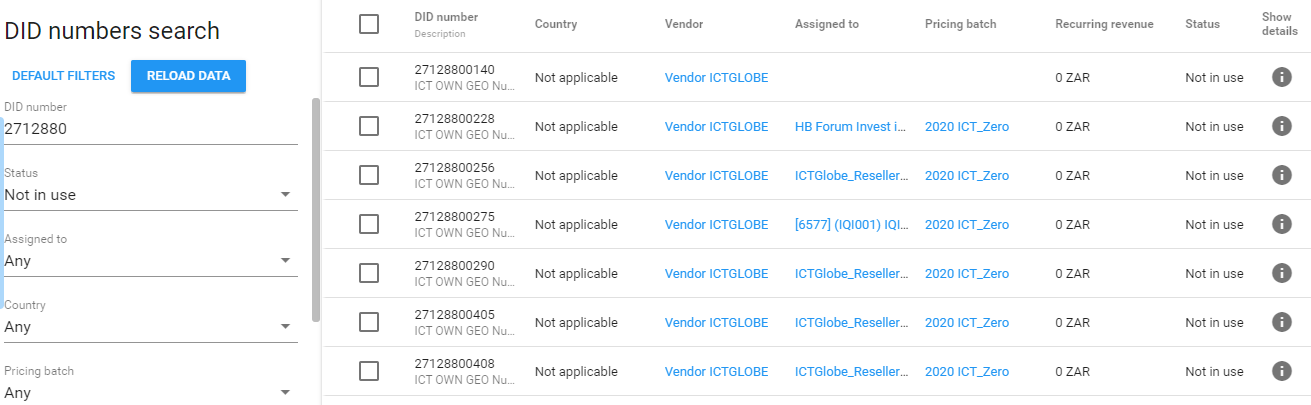 DID numbers search
DEFAULT FILTERS RELOAD DATA
DID number
2712880
Status
Not in use
Assigned to
Any
Country
Any
Pricing batch
Any
DID number
Description
Country
Vendor
Assigned to
Pricing batch
Recurring revenue
Status
Show
details
27128800140
ICT OWN GEO Nu...
Not applicable
Vendor ICTGLOBE
0 ZAR
Not in use
27128800228
ICT OWN GEO Nu...
Not applicable
Vendor ICTGLOBE
HB Forum Invest i...
2020 ICT_Zero
0 ZAR
Not in use
27128800256
ICT OWN GEO Nu...
Not applicable
Vendor ICTGLOBE
ICTGlobe_Reseller...
2020 ICT_Zero
0 ZAR
Not in use
27128800275
ICT OWN GEO Nu...
Not applicable
Vendor ICTGLOBE
[6577] (IQI001) IQI...
2020 ICT_Zero
0 ZAR
Not in use
27128800290
ICT OWN GEO Nu...
Not applicable
Vendor ICTGLOBE
ICTGlobe_Reseller...
2020 ICT_Zero
0 ZAR
Not in use
27128800405
ICT OWN GEO Nu...
Not applicable
Vendor ICTGLOBE
ICTGlobe_Reseller...
2020 ICT_Zero
0 ZAR
Not in use
27128800408
ICT OWN GEO Nu...
Not applicable
Vendor ICTGLOBE
ICTGlobe_Reseller...
2020 ICT_Zero
0 ZAR
Not in use